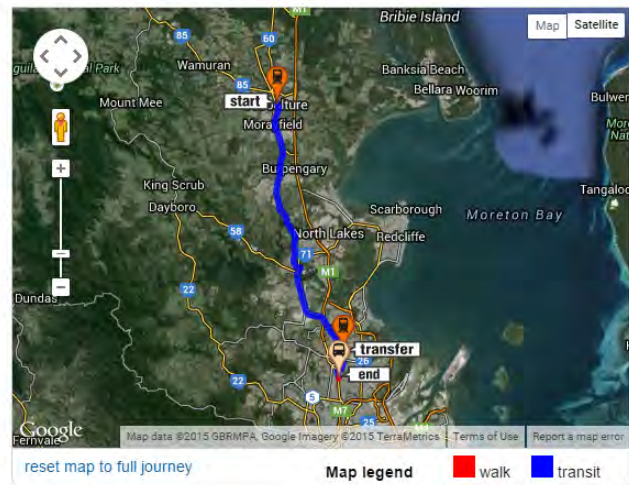 Bribie Island
M1
60
85
Map
Satellite
Wamuran
Banksia Beach
Bellara
Woorim
85
start
Mount Mee
Morayfield
Burpengary
King Scrub
Dayboro
Scarborough
Moreton Bay
58
North Lakes
Redcliffe
71
M1
22
Dundas
transfer
26
end
22
5
M7
25
Google
Fernvale
Map data ©2015 GBRMPA, Google Imagery ©2015 TerraMetrics
Terms of Use
Report a map error
reset map to full journey
Map legend
walk
transit